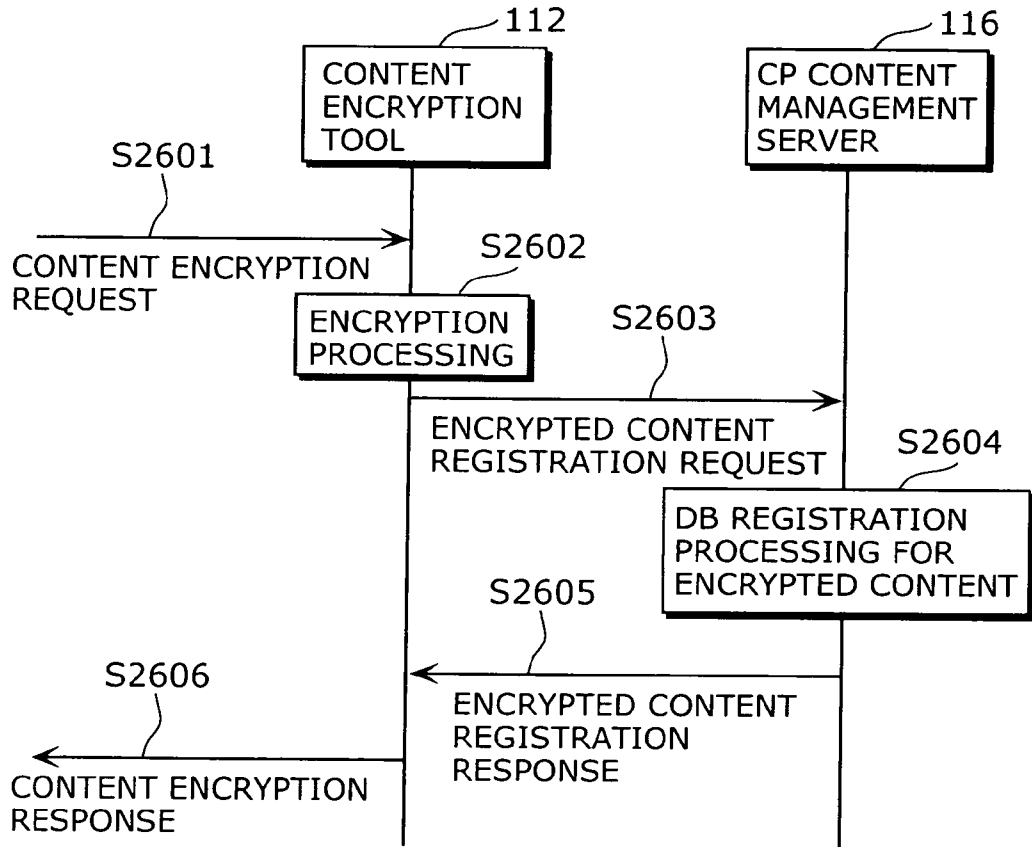 112
116
CONTENT
ENCRYPTION
TOOL
CP CONTENT
MANAGEMENT
SERVER
S2601
CONTENT ENCRYPTION
REQUEST
S2602
ENCRYPTION
PROCESSING
S2603
ENCRYPTED CONTENT
REGISTRATION REQUEST
S2604
DB REGISTRATION
PROCESSING FOR
ENCRYPTED CONTENT
S2605
ENCRYPTED CONTENT
REGISTRATION
RESPONSE
S2606
CONTENT ENCRYPTION
RESPONSE